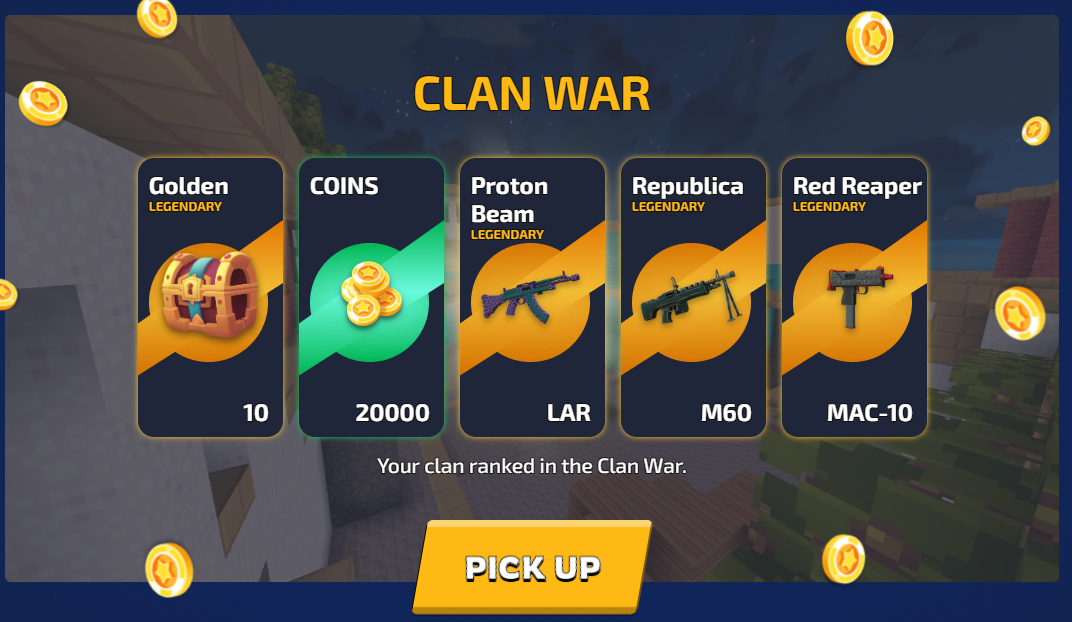 CLAN WAR
Golden
LEGENDARY
10
COINS
20000
Proton
Beam
LEGENDARY
LAR
Republica
LEGENDARY
M60
Red Reaper
LEGENDARY
MAC-10
Your clan ranked in the Clan War.
PICK UP